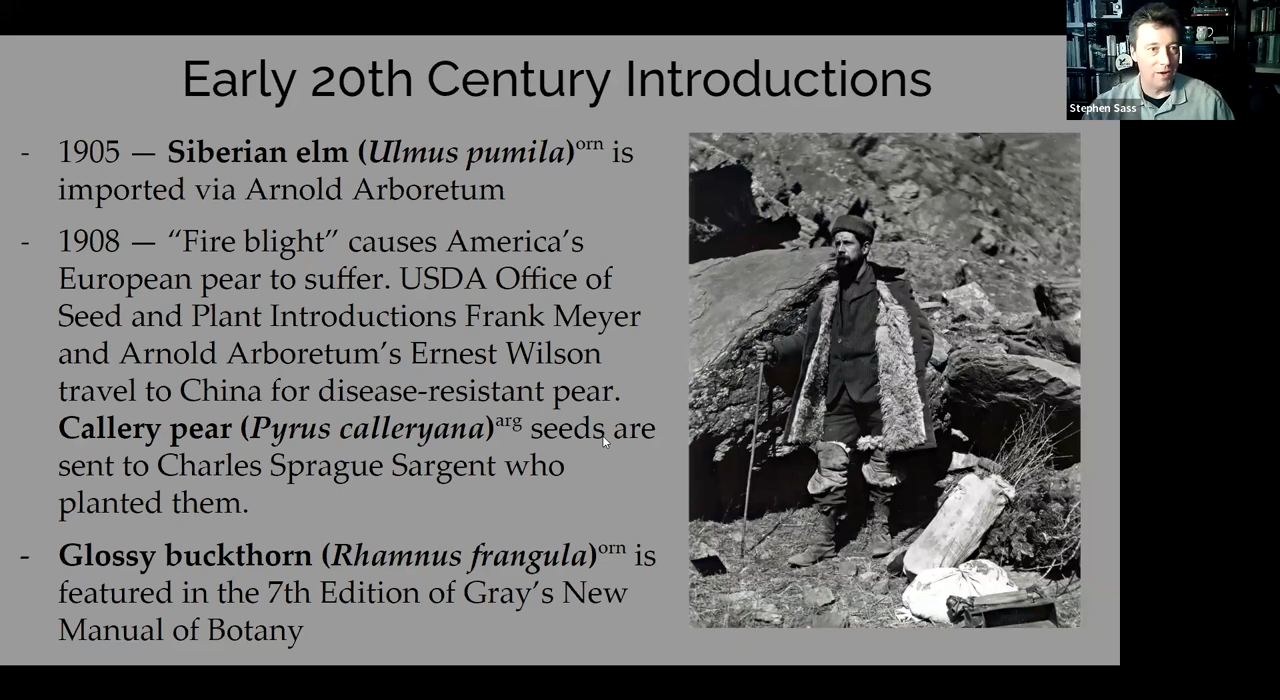 Early 20th Century Introductions
- 1905 — Siberian elm (Ulmus pumila)orn is
imported via Arnold Arboretum
- 1908 — “Fire blight” causes America’s
European pear to suffer. USDA Office of
Seed and Plant Introductions Frank Meyer
and Arnold Arboretum’s Ernest Wilson
travel to China for disease-resistant pear.
Callery pear (Pyrus calleryana)arg seeds are
sent to Charles Sprague Sargent who
planted them.
- Glossy buckthorn (Rhamnus frangula)orn is
featured in the 7th Edition of Gray’s New
Manual of Botany
Stephen Sass